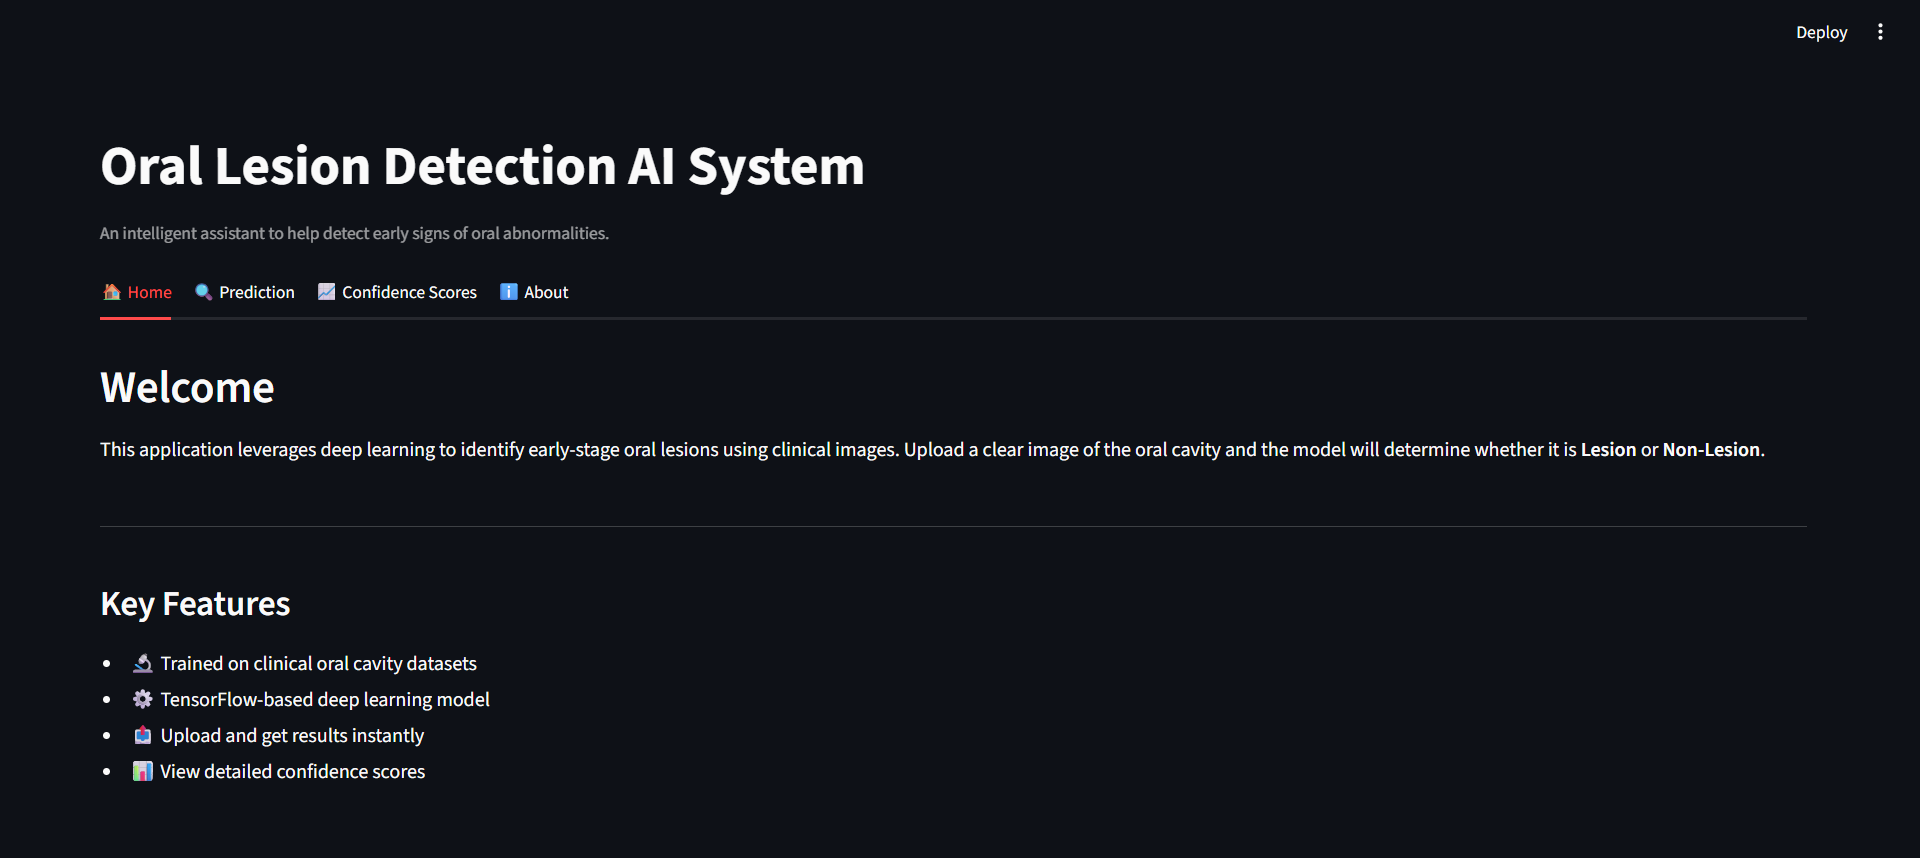 Deploy
Oral Lesion Detection AI System
An intelligent assistant to help detect early signs of oral abnormalities.
Home Prediction Confidence Scores About
Welcome
This application leverages deep learning to identify early-stage oral lesions using clinical images. Upload a clear image of the oral cavity and the model will determine whether it is Lesion or Non-Lesion.
Key Features
Trained on clinical oral cavity datasets
TensorFlow-based deep learning model
Upload and get results instantly
View detailed confidence scores